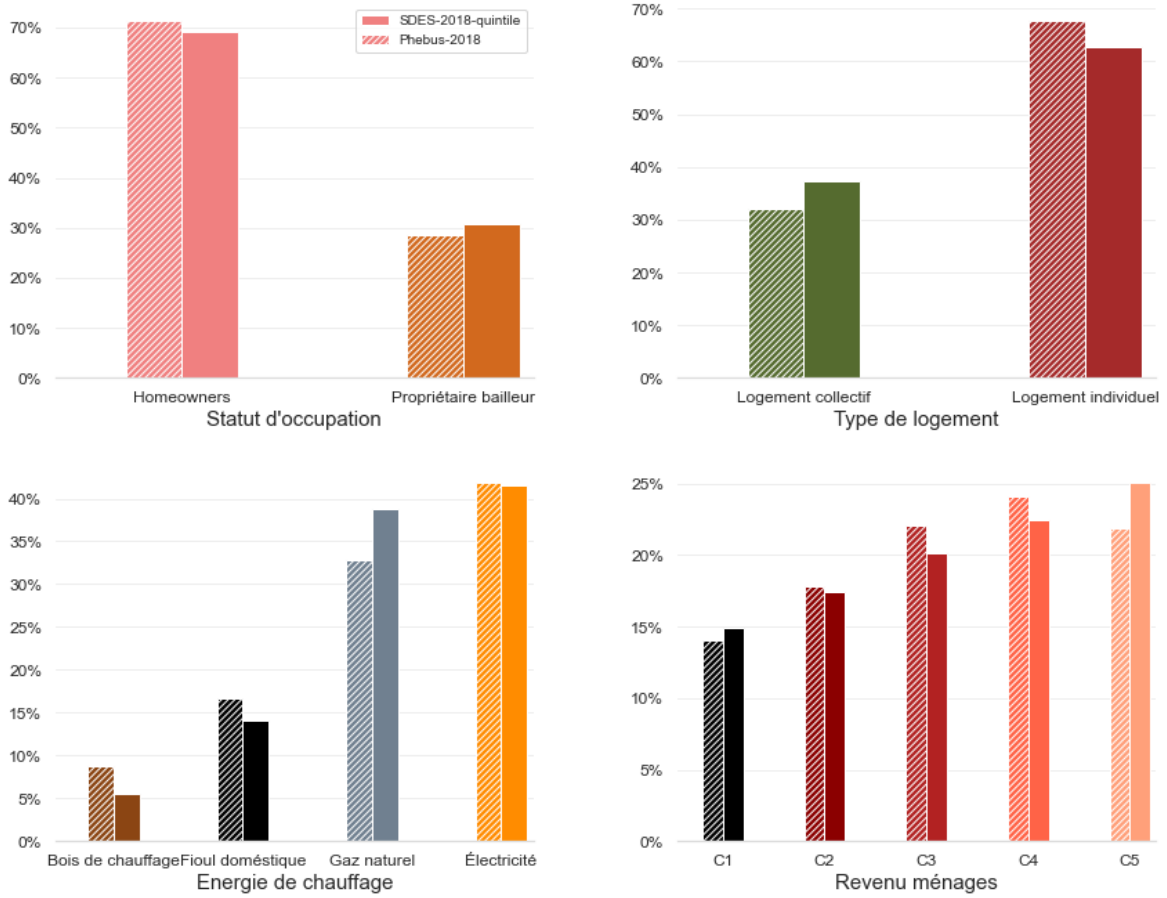 70%
60%
50%
40%
30%
20%
10%
0%
SDES-2018-quintile
Phebus-2018
Homeowners
Propriétaire bailleur
Statut d'occupation
70%
60%
50%
40%
30%
20%
10%
0%
Logement collectif
Logement individuel
Type de logement
40%
35%
30%
25%
20%
15%
10%
5%
0%
Bois de chauffage
Fioul doméstique
Gaz naturel
Électricité
Energie de chauffage
25%
20%
15%
10%
5%
0%
C1
C2
C3
C4
C5
Revenu ménages